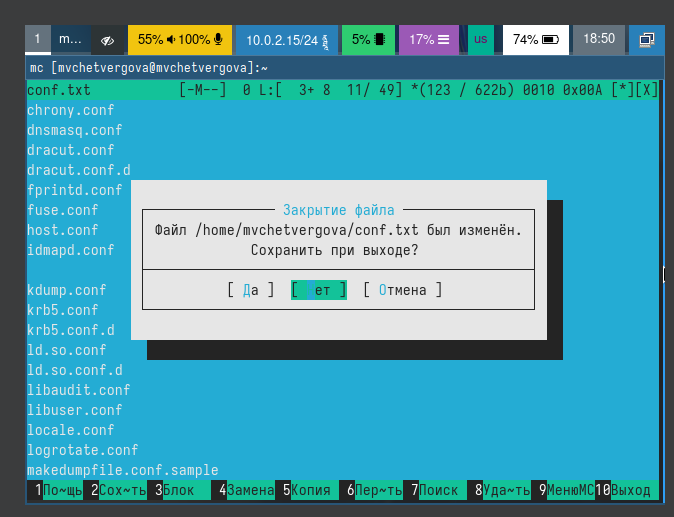 1 m... 55% 100% 10.0.2.15/24 5% 17% us 74% 18:50
mc [mvchetvergova@mvchetvergova]:~
conf.txt [-M--] 0 L:[ 3+ 8 11/ 49] *(123 / 622b) 0010 0x00A [*][X]
chrony.conf
dnsmasq.conf
dracut.conf
dracut.conf.d
fprintd.conf
fuse.conf
host.conf
idmapd.conf
Закрытие файла
Файл /home/mvchetvergova/conf.txt был изменён.
Сохранить при выходе?
[ Да ] [ Нет ] [ Отмена ]
kdump.conf
krb5.conf
krb5.conf.d
ld.so.conf
ld.so.conf.d
libaudit.conf
libuser.conf
locale.conf
logrotate.conf
makedumpfile.conf.sample
1По~щь 2Сох~ть 3Блок 4Замена 5Копия 6Пер~ть 7Поиск 8Уда~ть 9МенюMC 10Выход